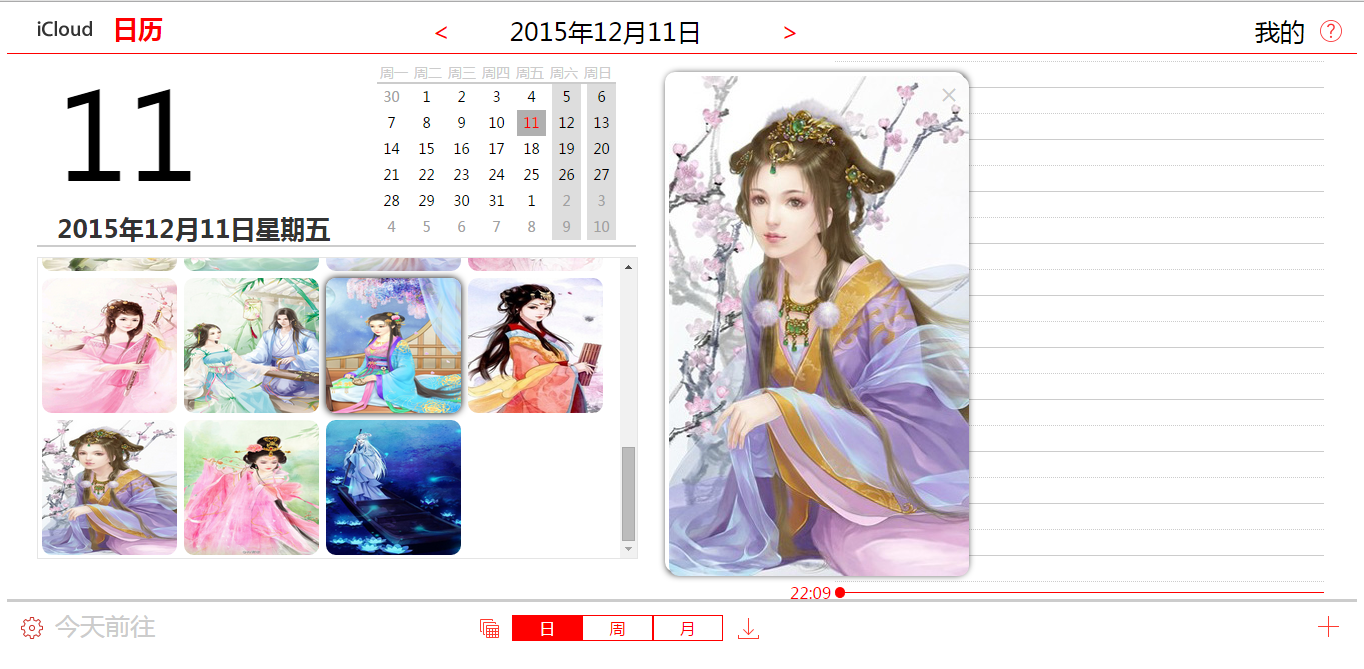 iCloud 日历 < 2015年12月11日 > 我的 ?
11
2015年12月11日星期五
周一 周二 周三 周四 周五 周六 周日
30 1 2 3 4 5 6
7 8 9 10 11 12 13
14 15 16 17 18 19 20
21 22 23 24 25 26 27
28 29 30 31 1 2 3
4 5 6 7 8 9 10
22:09
今天前往 日 周 月